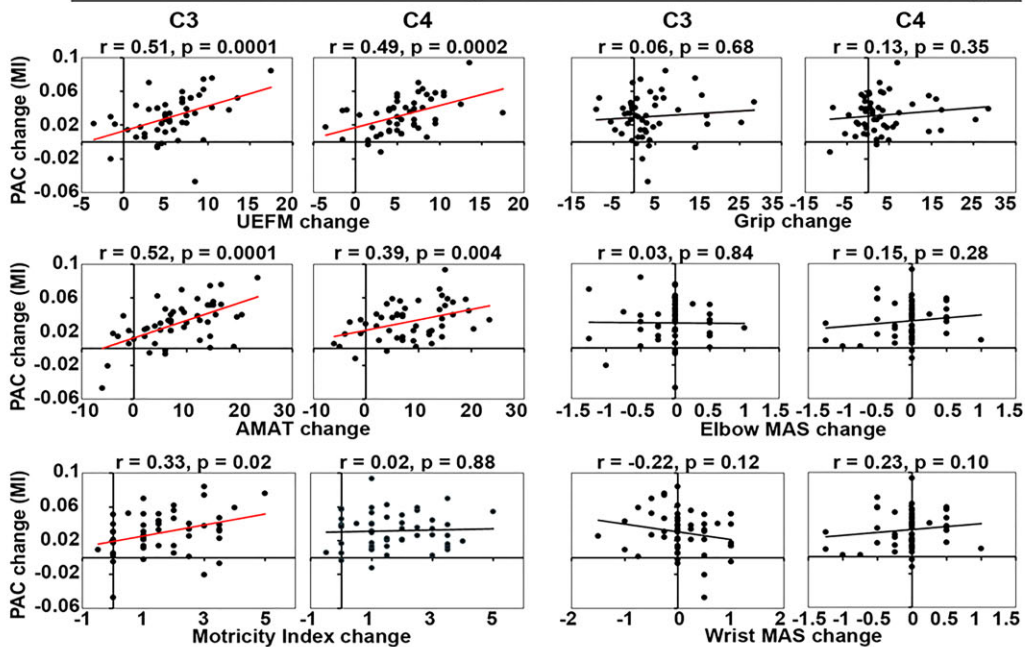 C3 C4 C3 C4
r = 0.51, p = 0.0001 r = 0.49, p = 0.0002 r = 0.06, p = 0.68 r = 0.13, p = 0.35
PAC change (MI)
0.1
0.06
0.02
-0.02
-0.06
-5 0 5 10 15 20 -5 0 5 10 15 20 -15 -5 5 15 25 35 -15 -5 5 15 25 35
UEFM change Grip change
r = 0.52, p = 0.0001 r = 0.39, p = 0.004 r = 0.03, p = 0.84 r = 0.15, p = 0.28
PAC change (MI)
0.1
0.06
0.02
-0.02
-0.06
-10 0 10 20 30 -10 0 10 20 30 -1.5 -1 -0.5 0 0.5 1 1.5 -1.5 -1 -0.5 0 0.5 1 1.5
AMAT change Elbow MAS change
r = 0.33, p = 0.02 r = 0.02, p = 0.88 r = -0.22, p = 0.12 r = 0.23, p = 0.10
PAC change (MI)
0.1
0.06
0.02
-0.02
-0.06
-1 1 3 5 -1 1 3 5 -2 -1 0 1 2 -1.5 -1 -0.5 0 0.5 1 1.5
Motricity Index change Wrist MAS change